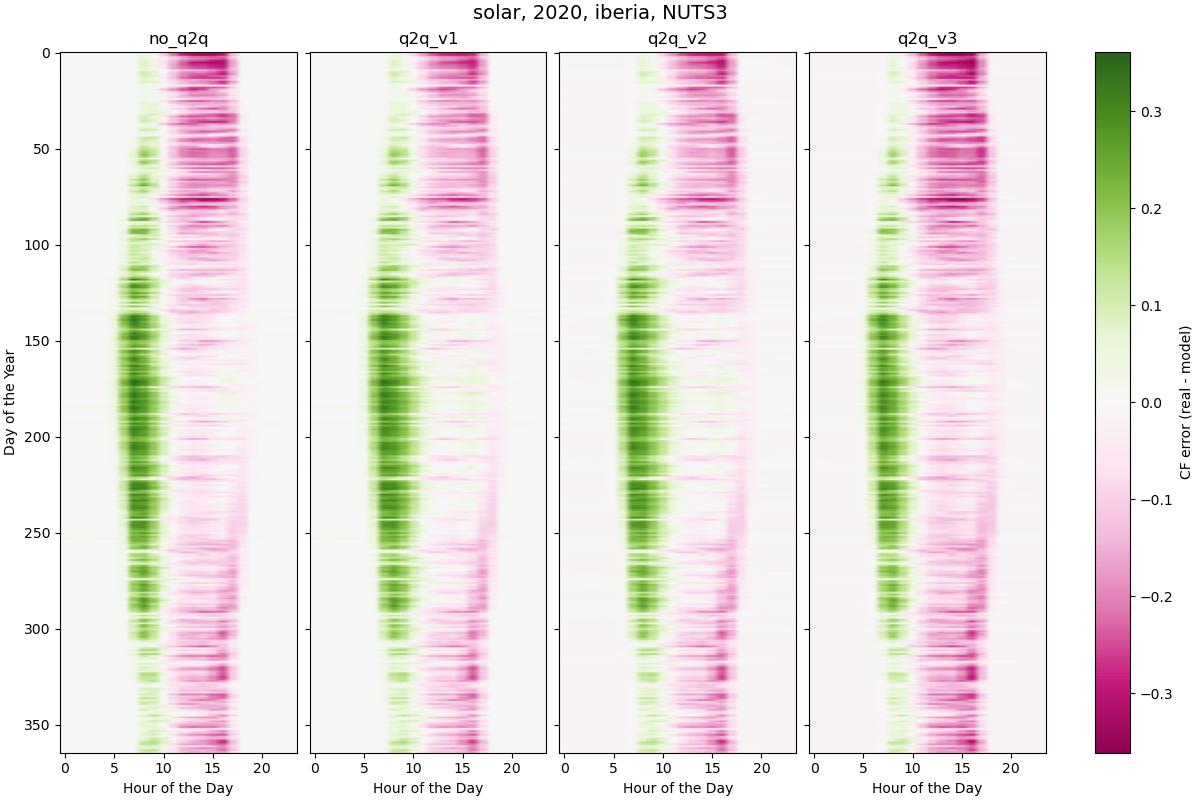 solar, 2020, iberia, NUTS3
no_q2q
q2q_v1
q2q_v2
q2q_v3
0
50
100
150
200
250
300
350
Day of the Year
0 5 10 15 20
0 5 10 15 20
0 5 10 15 20
0 5 10 15 20
Hour of the Day
Hour of the Day
Hour of the Day
Hour of the Day
0.3
0.2
0.1
0.0
−0.1
−0.2
−0.3
CF error (real - model)